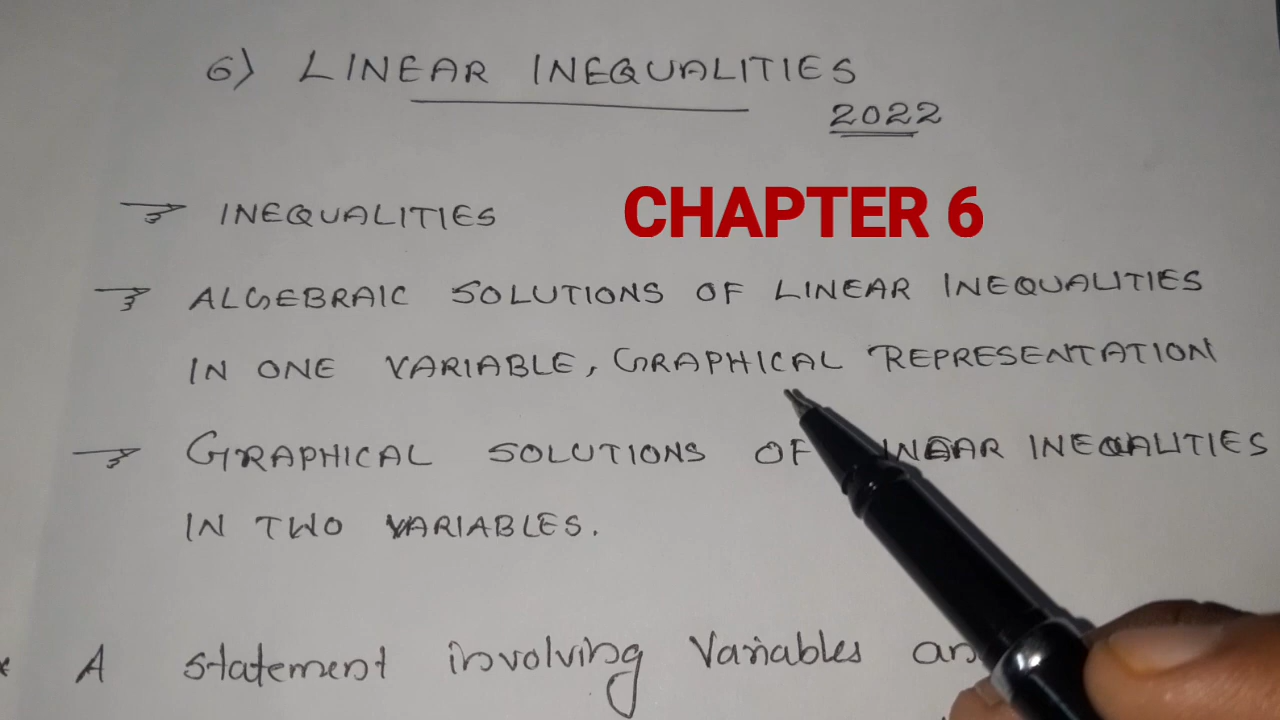 6) LINEAR INEQUALITIES
2022
→ INEQUALITIES
CHAPTER 6
→ ALGEBRAIC SOLUTIONS OF LINEAR INEQUALITIES
IN ONE VARIABLE, GRAPHICAL REPRESENTATION
→ GRAPHICAL SOLUTIONS OF INEQUALITIES
IN TWO VARIABLES.
A statement involving Variables